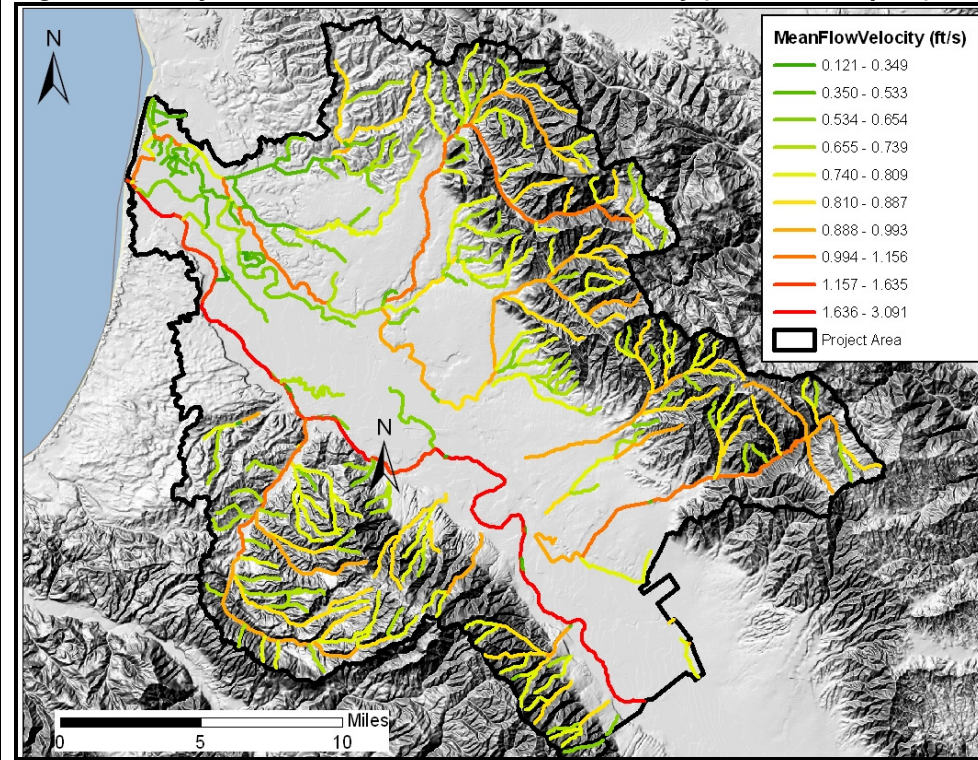 N
MeanFlowVelocity (ft/s)
0.121 - 0.349
0.350 - 0.533
0.534 - 0.654
0.655 - 0.739
0.740 - 0.809
0.810 - 0.887
0.888 - 0.993
0.994 - 1.156
1.157 - 1.635
1.636 - 3.091
Project Area
N
Miles
0 5 10